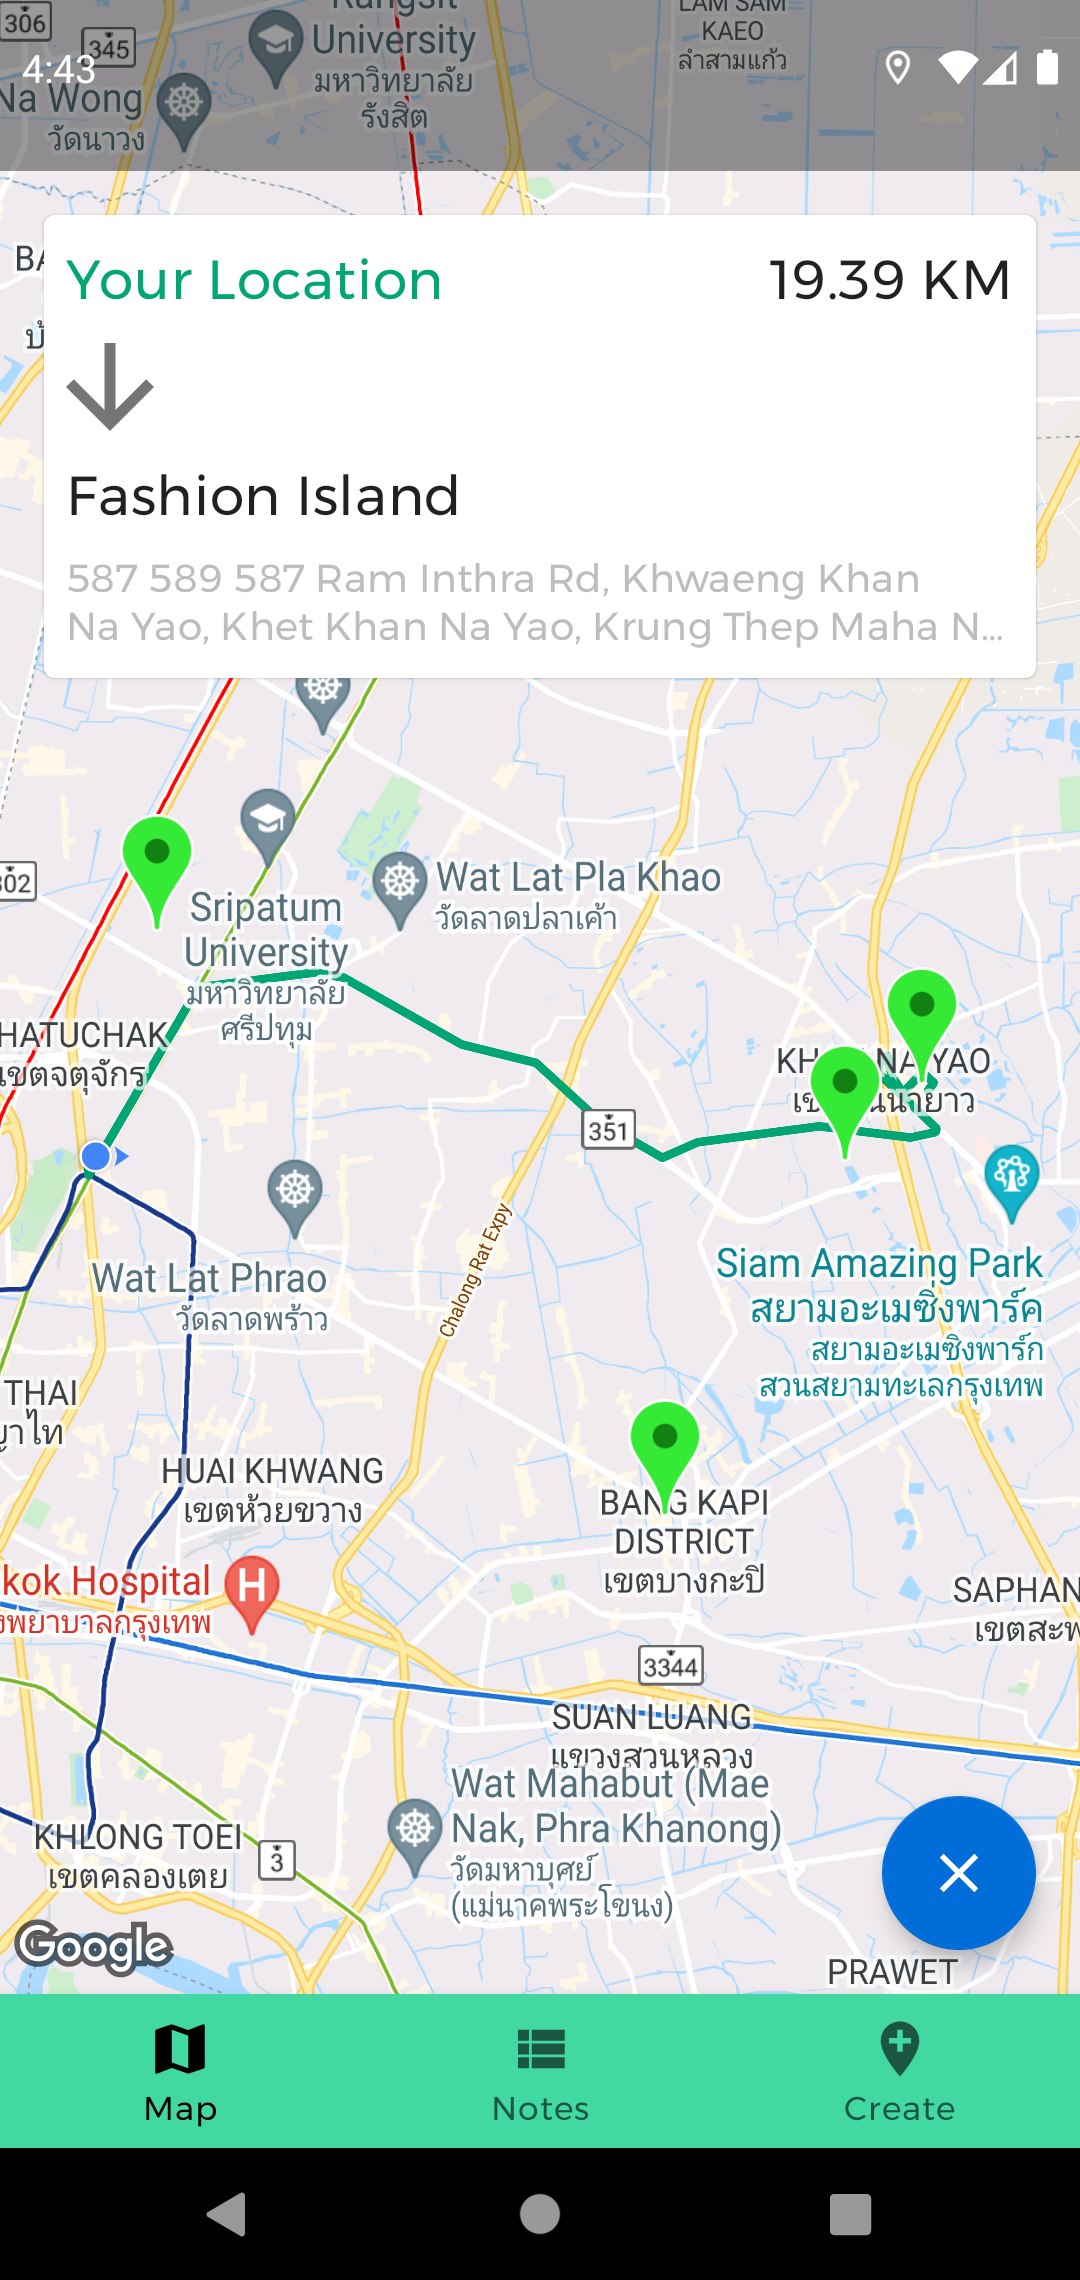 306
345
4:43
Rangsit
University
มหาวิทยาลัย
รังสิต
LAM SAM
KAEO
ลำสามแก้ว
Na Wong
วัดนาวง
Your Location
19.39 KM
Fashion Island
587 589 587 Ram Inthra Rd, Khwaeng Khan
Na Yao, Khet Khan Na Yao, Krung Thep Maha N...
302
Wat Lat Pla Khao
วัดลาดปลาเค้า
Sripatum
University
มหาวิทยาลัย
ศรีปทุม
HATUCHAK
เขตจตุจักร
NA YAO
351
Chalong Rat Expy
Wat Lat Phrao
วัดลาดพร้าว
Siam Amazing Park
สยามอะเมซิ่งพาร์ค
สยามอะเมซิงพาร์ก
สวนสยามทะเลกรุงเทพ
THAI
ญาไท
HUAI KHWANG
เขตห้วยขวาง
BANG KAPI
DISTRICT
เขตบางกะปิ
kok Hospital
งพยาบาลกรุงเทพ
H
SAPHAN
เขตสะพ
3344
SUAN LUANG
แขวงสวนหลวง
Wat Mahabut (Mae
Nak, Phra Khanong)
วัดมหาบุศย์
(แม่นาคพระโขนง)
KHLONG TOEI
เขตคลองเตย
3
Google
PRAWET
Map
Notes
Create